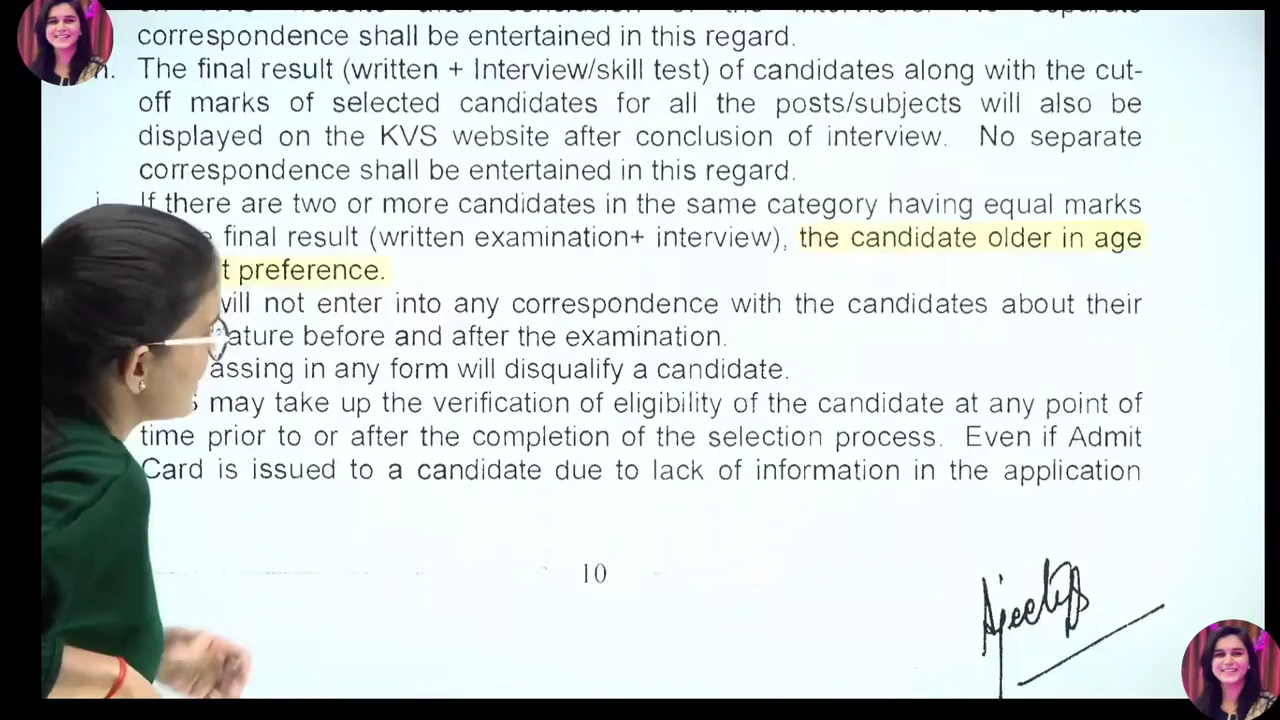 correspondence shall be entertained in this regard.
The final result (written + Interview/skill test) of candidates along with the cut-
off marks of selected candidates for all the posts/subjects will also be
displayed on the KVS website after conclusion of interview. No separate
correspondence shall be entertained in this regard.
If there are two or more candidates in the same category having equal marks
final result (written examination+ interview), the candidate older in age
preference.
will not enter into any correspondence with the candidates about their
before and after the examination.
in any form will disqualify a candidate.
may take up the verification of eligibility of the candidate at any point of
time prior to or after the completion of the selection process. Even if Admit
Card is issued to a candidate due to lack of information in the application
10